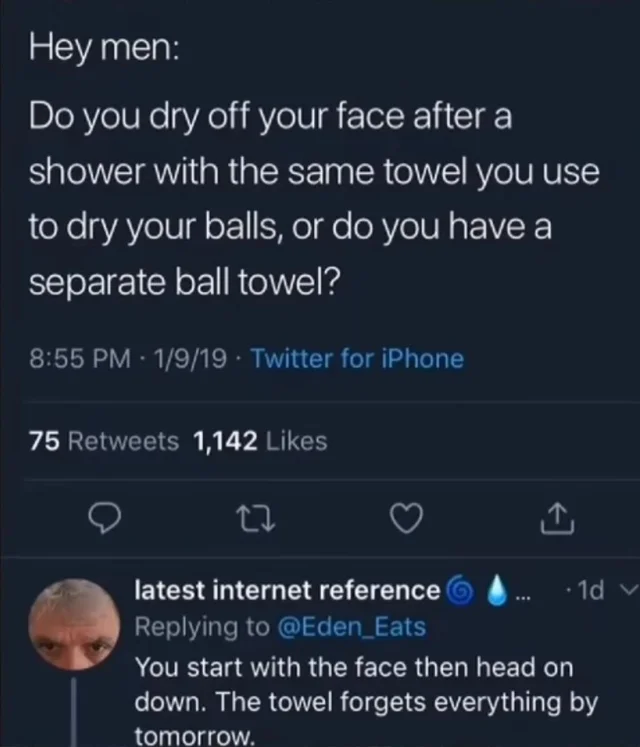 Hey men:
Do you dry off your face after a
shower with the same towel you use
to dry your balls, or do you have a
separate ball towel?
8:55 PM · 1/9/19 · Twitter for iPhone
75 Retweets 1,142 Likes
latest internet reference 🌀 💧... · 1d
Replying to @Eden_Eats
You start with the face then head on
down. The towel forgets everything by
tomorrow.